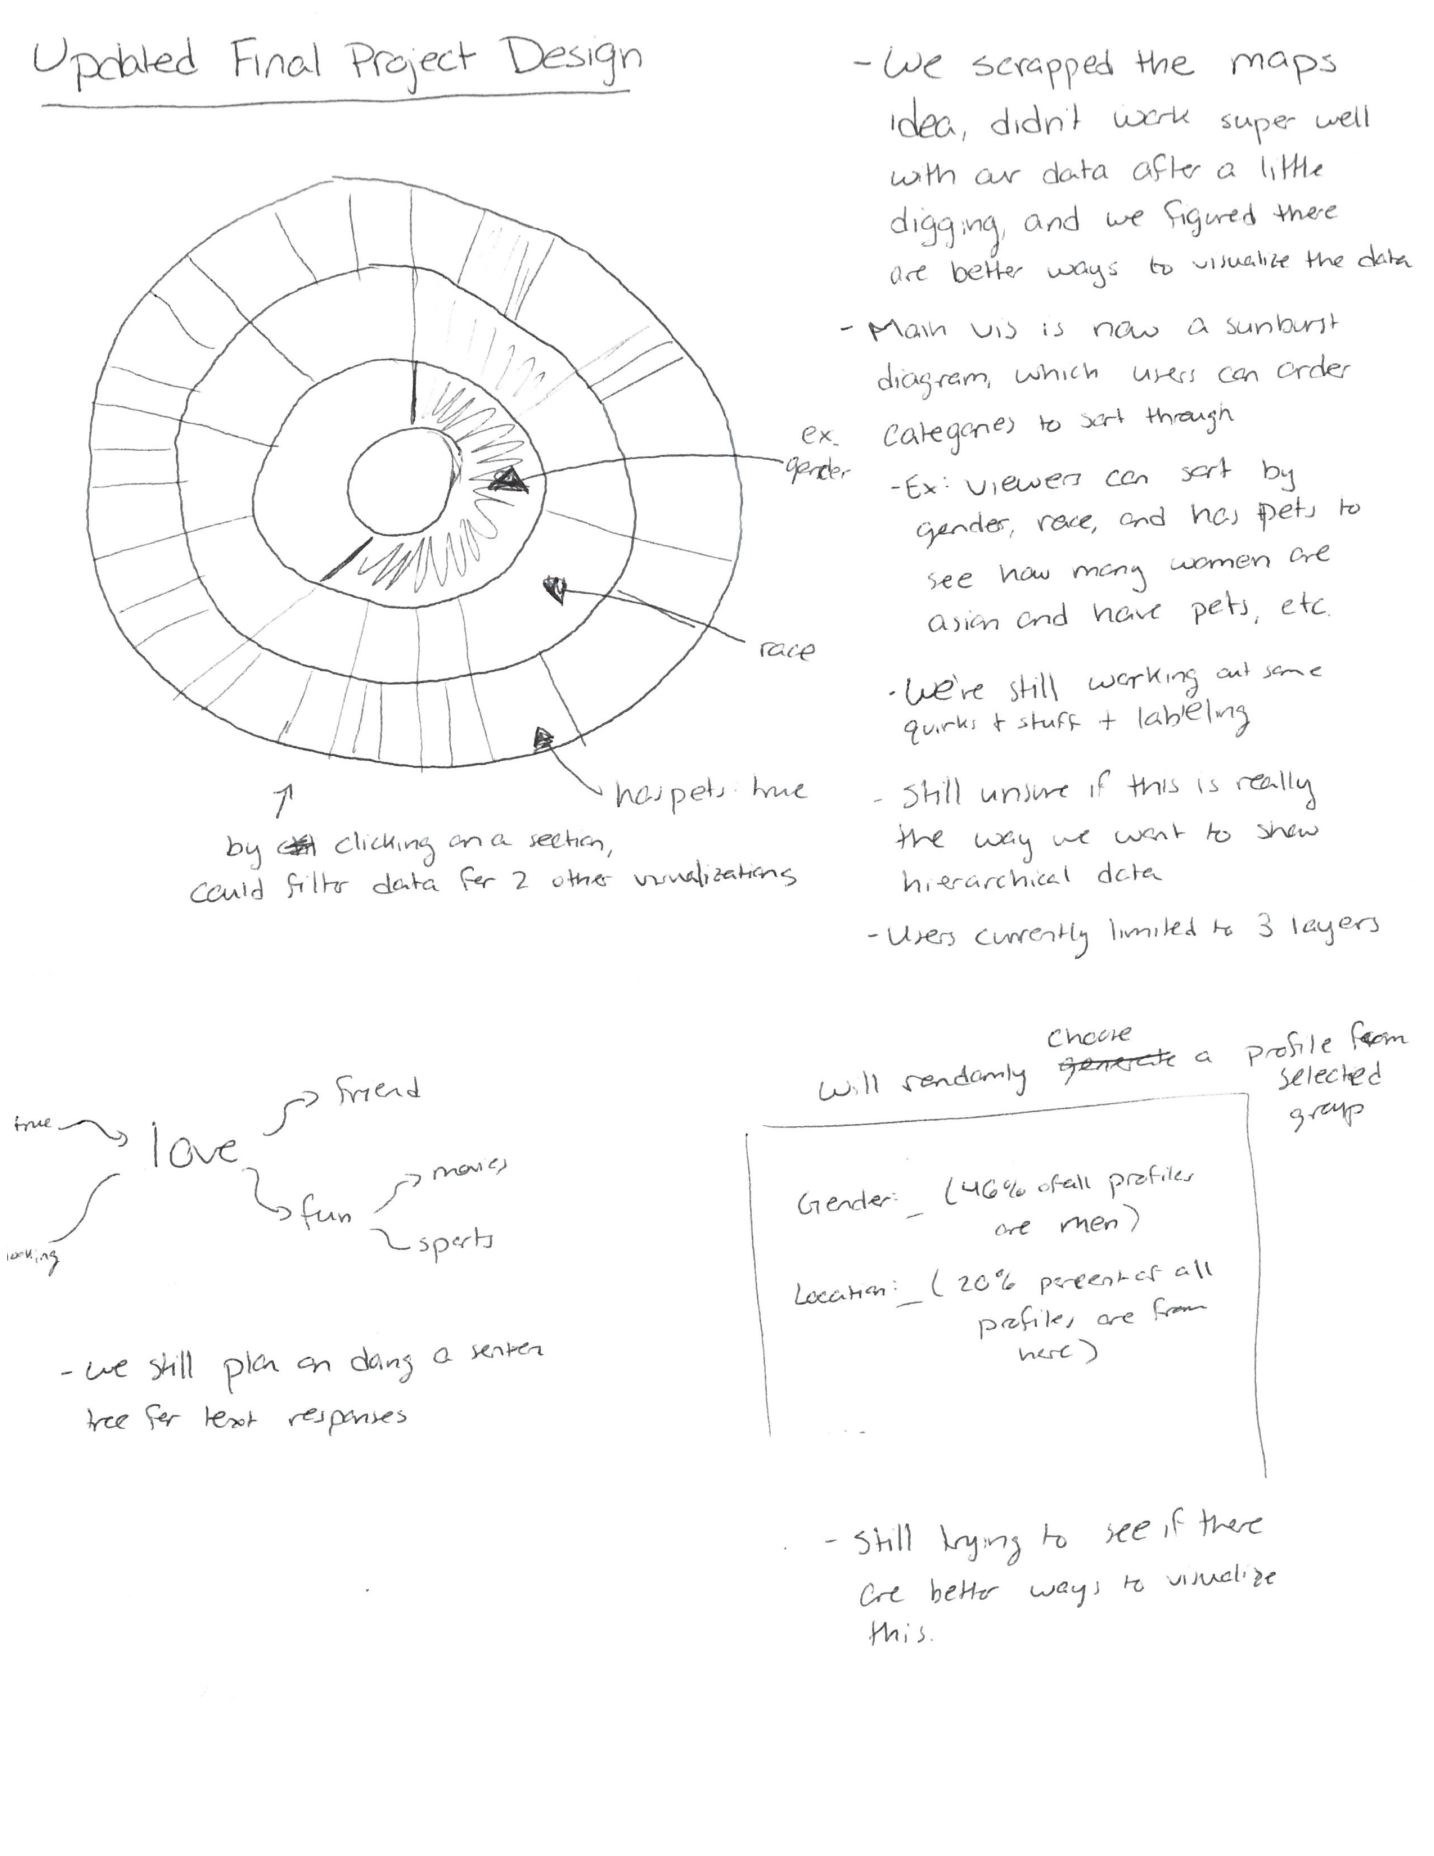 Updated Final Project Design
- We scrapped the maps
idea, didn't work super well
with our data after a little
digging, and we figured there
are better ways to visualize the data
- Main vis is now a sunburst
diagram, which users can order
categories to sort through
- Ex: viewers can sort by
gender, race, and has pets to
see how many women are
asian and have pets, etc.
- We're still working out some
quirks + stuff + labeling
- Still unsure if this is really
the way we want to show
hierarchical data
- Users currently limited to 3 layers
ex.
gender
race
has pets: true
by clicking on a section,
could filter data for 2 other visualizations
true
love
friend
fun
movies
sports
looking
- we still plan on doing a senten
tree for text responses
choose
will randomly generate a profile from
selected
group
Gender: _ (46% of all profiles
are men)
Location: _ (20% percent of all
profiles are from
here)
- Still trying to see if there
are better ways to visualize
this.